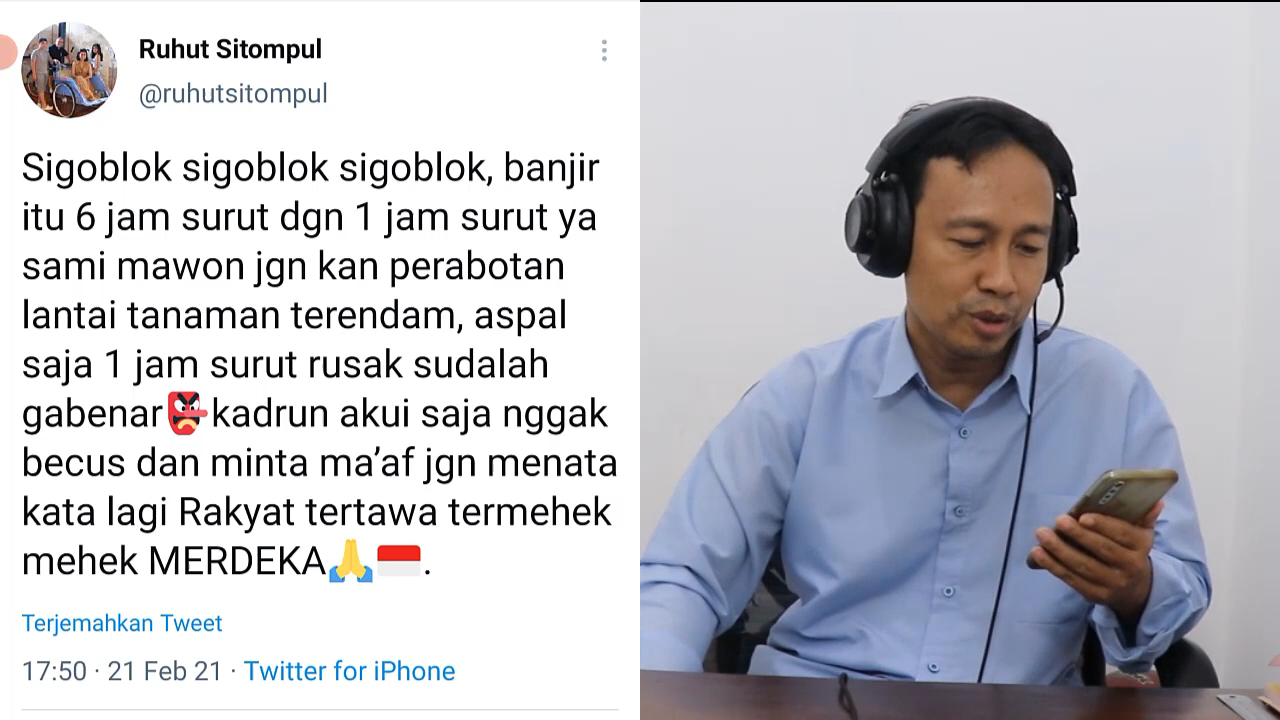 Ruhut Sitompul
@ruhutsitompul
Sigoblok sigoblok sigoblok, banjir
itu 6 jam surut dgn 1 jam surut ya
sami mawon jgn kan perabotan
lantai tanaman terendam, aspal
saja 1 jam surut rusak sudalah
gabenar👺kadrun akui saja nggak
becus dan minta ma’af jgn menata
kata lagi Rakyat tertawa termehek
mehek MERDEKA🙏🇮🇩.
Terjemahkan Tweet
17:50 · 21 Feb 21 · Twitter for iPhone